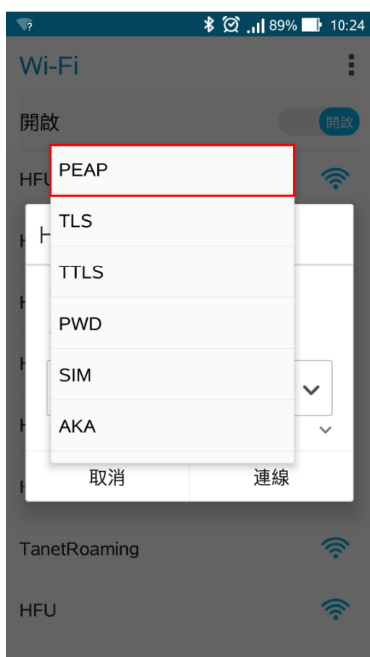 ?
89%
10:24
Wi-Fi
開啟
開啟
HFU
PEAP
TLS
TTLS
PWD
SIM
AKA
取消
連線
TanetRoaming
HFU